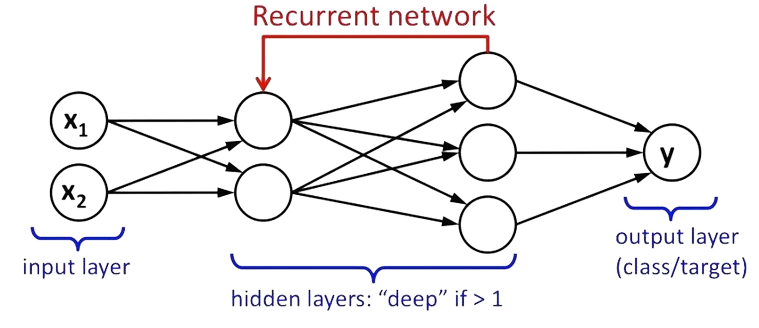 Recurrent network
x1
x2
y
input layer
hidden layers: “deep” if > 1
output layer
(class/target)